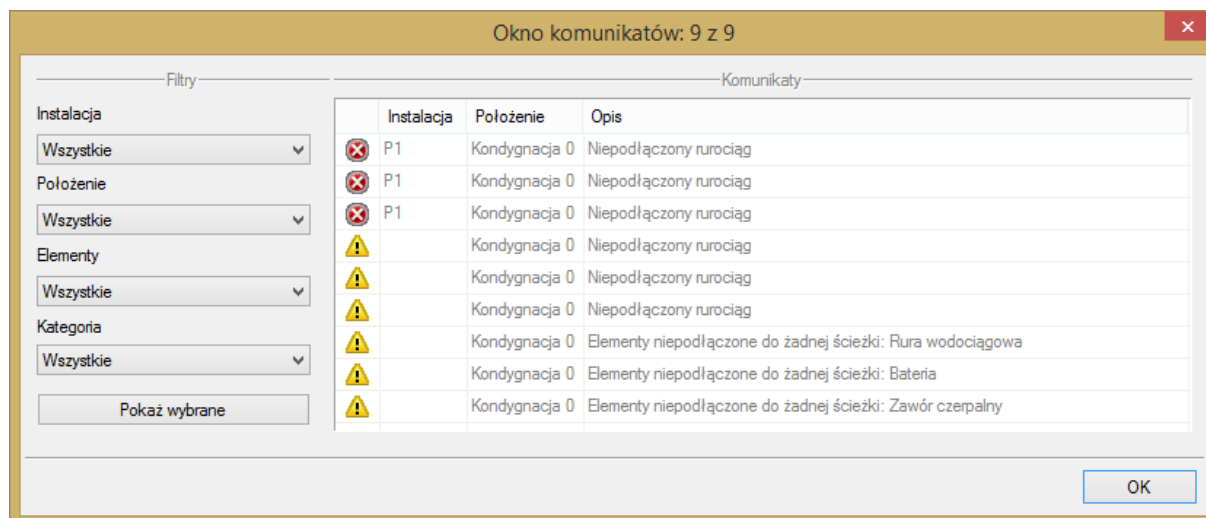 Okno komunikatów: 9 z 9
Filtry
Instalacja
Wszystkie
Położenie
Wszystkie
Elementy
Wszystkie
Kategoria
Wszystkie
Pokaż wybrane
Komunikaty
Instalacja Położenie Opis
P1 Kondygnacja 0 Niepodłączony rurociąg
P1 Kondygnacja 0 Niepodłączony rurociąg
P1 Kondygnacja 0 Niepodłączony rurociąg
Kondygnacja 0 Niepodłączony rurociąg
Kondygnacja 0 Niepodłączony rurociąg
Kondygnacja 0 Niepodłączony rurociąg
Kondygnacja 0 Elementy niepodłączone do żadnej ścieżki: Rura wodociągowa
Kondygnacja 0 Elementy niepodłączone do żadnej ścieżki: Bateria
Kondygnacja 0 Elementy niepodłączone do żadnej ścieżki: Zawór czerpalny
OK